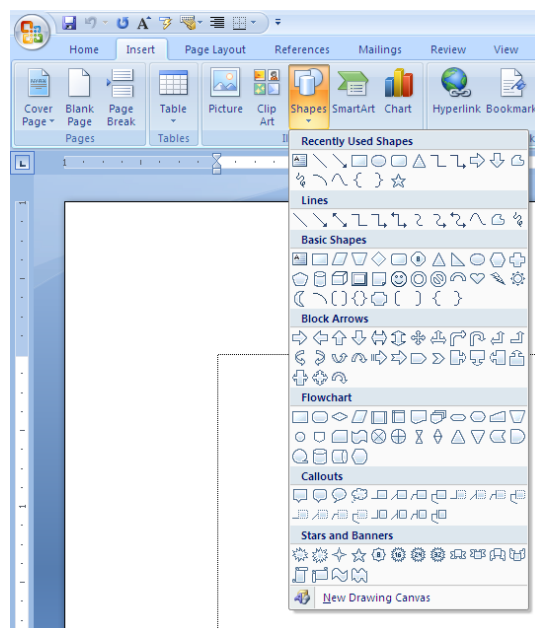 Home Insert Page Layout References Mailings Review View
Cover Page Blank Page Page Break Table Picture Clip Art Shapes SmartArt Chart Hyperlink Bookmark
Pages Tables Il
Recently Used Shapes
Lines
Basic Shapes
Block Arrows
Flowchart
Callouts
Stars and Banners
New Drawing Canvas